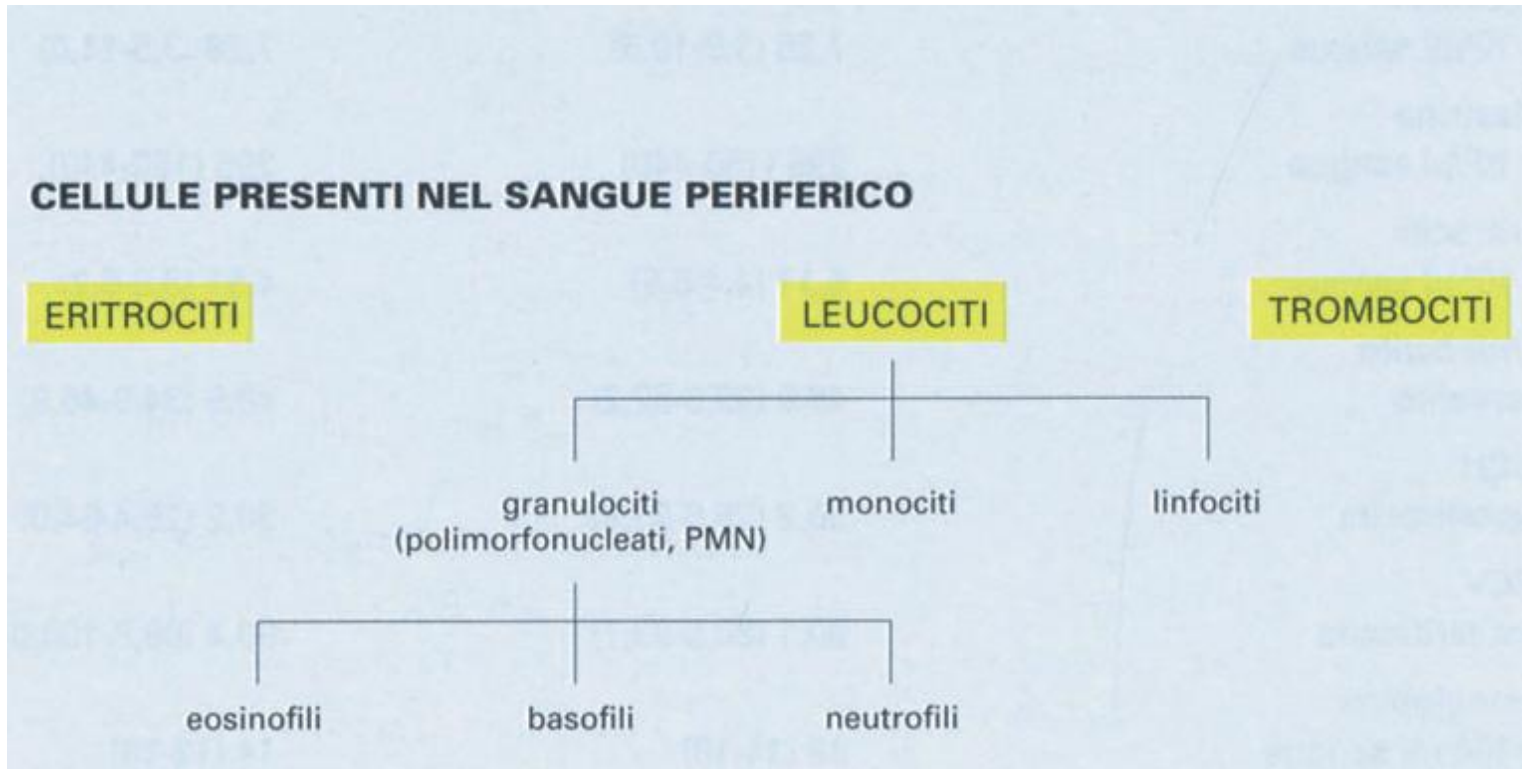 CELLULE PRESENTI NEL SANGUE PERIFERICO
ERITROCITI
LEUCOCITI
TROMBOCITI
granulociti
(polimorfonucleati, PMN)
monociti
linfociti
eosinofili
basofili
neutrofili